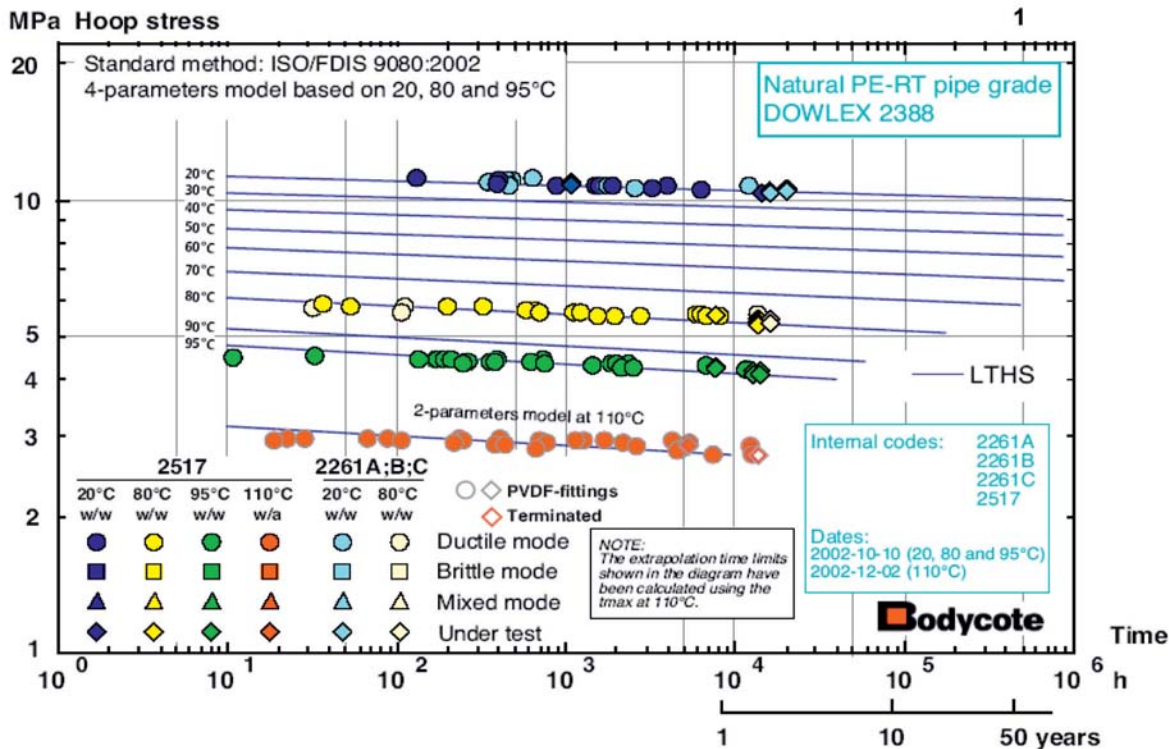 MPa Hoop stress
1
20
Standard method: ISO/FDIS 9080:2002
4-parameters model based on 20, 80 and 95°C
Natural PE-RT pipe grade
DOWLEX 2388
20°C
30°C
10
40°C
50°C
60°C
70°C
80°C
90°C
5
95°C
4
LTHS
2-parameters model at 110°C
3
Internal codes: 2261A
2261B
2261C
2517
2517 2261A;B;C
20°C 80°C 95°C 110°C 20°C 80°C
w/w w/w w/w w/a w/w w/w
PVDF-fittings
Terminated
2
Ductile mode
Brittle mode
Mixed mode
Under test
NOTE:
The extrapolation time limits
shown in the diagram have
been calculated using the
tmax at 110°C.
Dates:
2002-10-10 (20, 80 and 95°C)
2002-12-02 (110°C)
Bodycote
1
Time
10 0 10 1 10 2 10 3 10 4 10 5 10 6 h
1 10 50 years